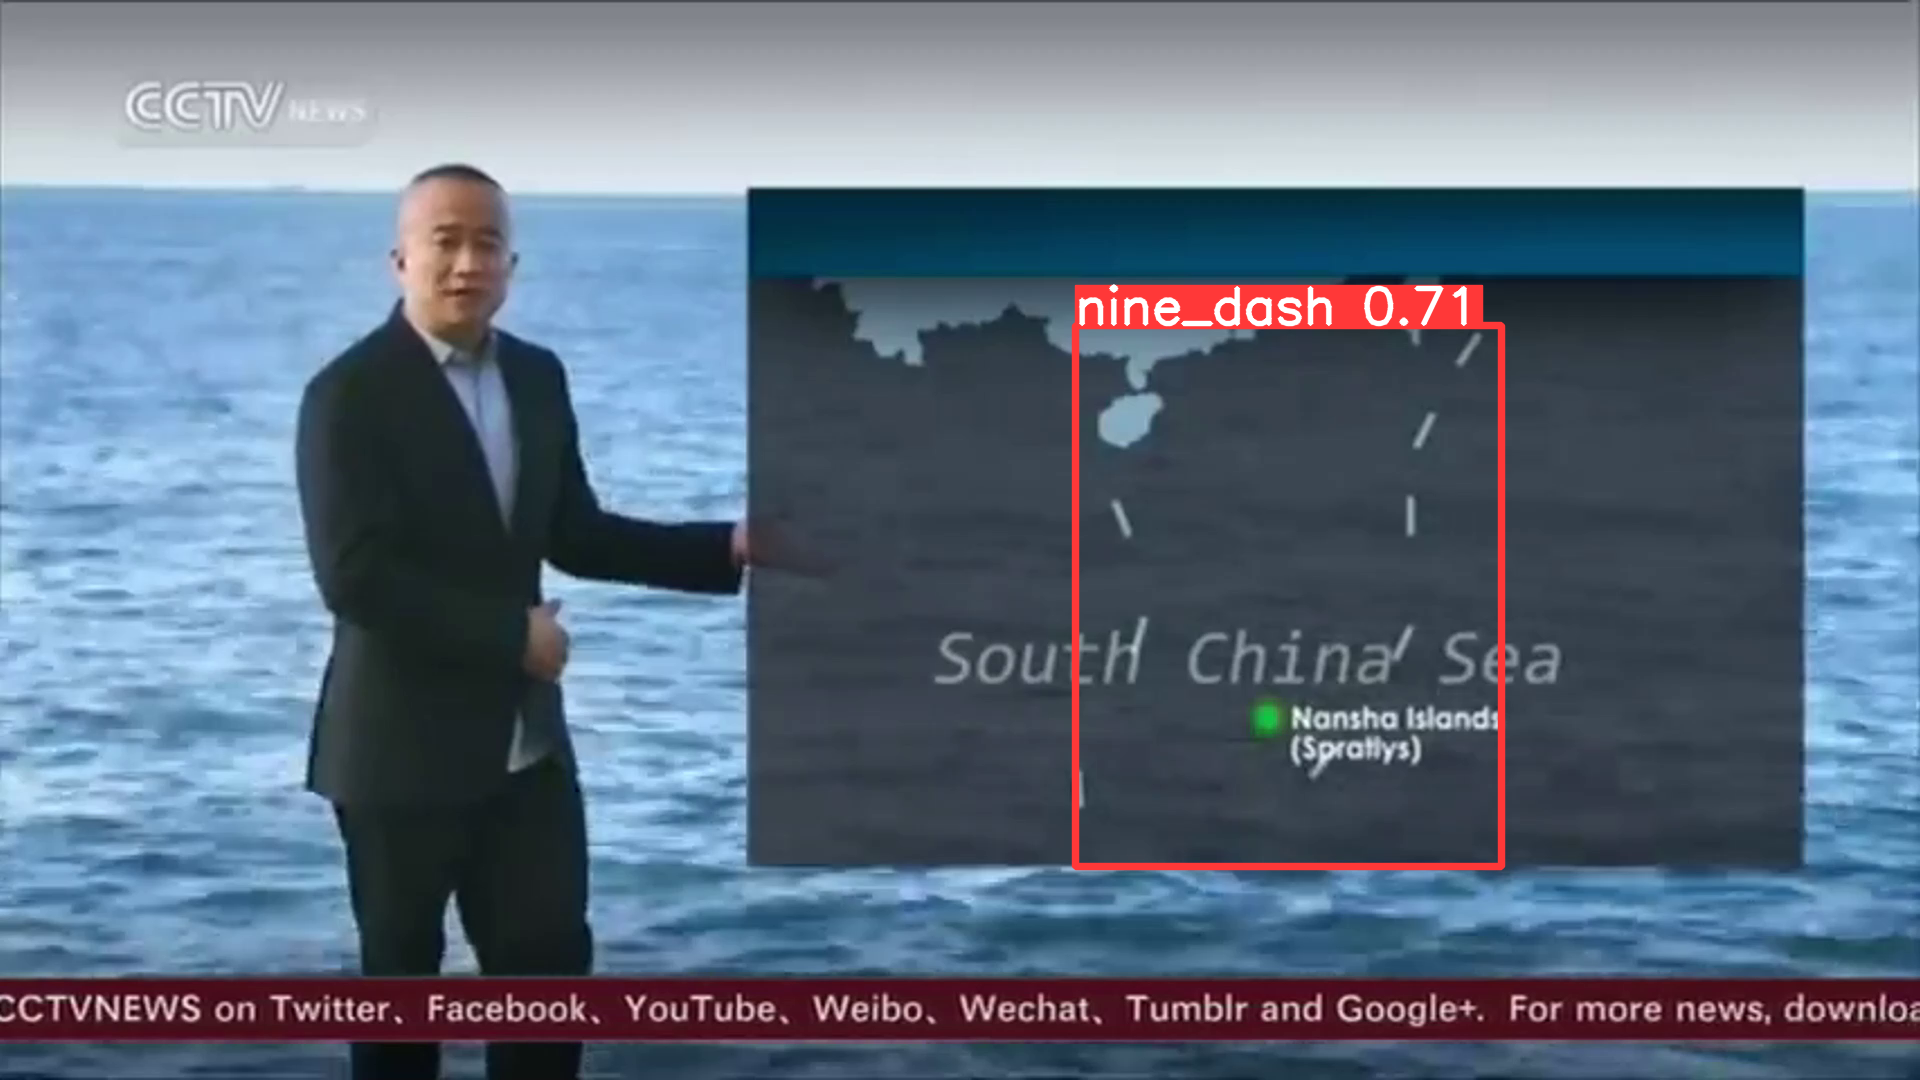 CCTV NEWS
nine_dash 0.71
South China Sea
Nansha Islands
(Spratlys)
CCTVNEWS on Twitter、Facebook、YouTube、Weibo、Wechat、Tumblr and Google+. For more news, downloa